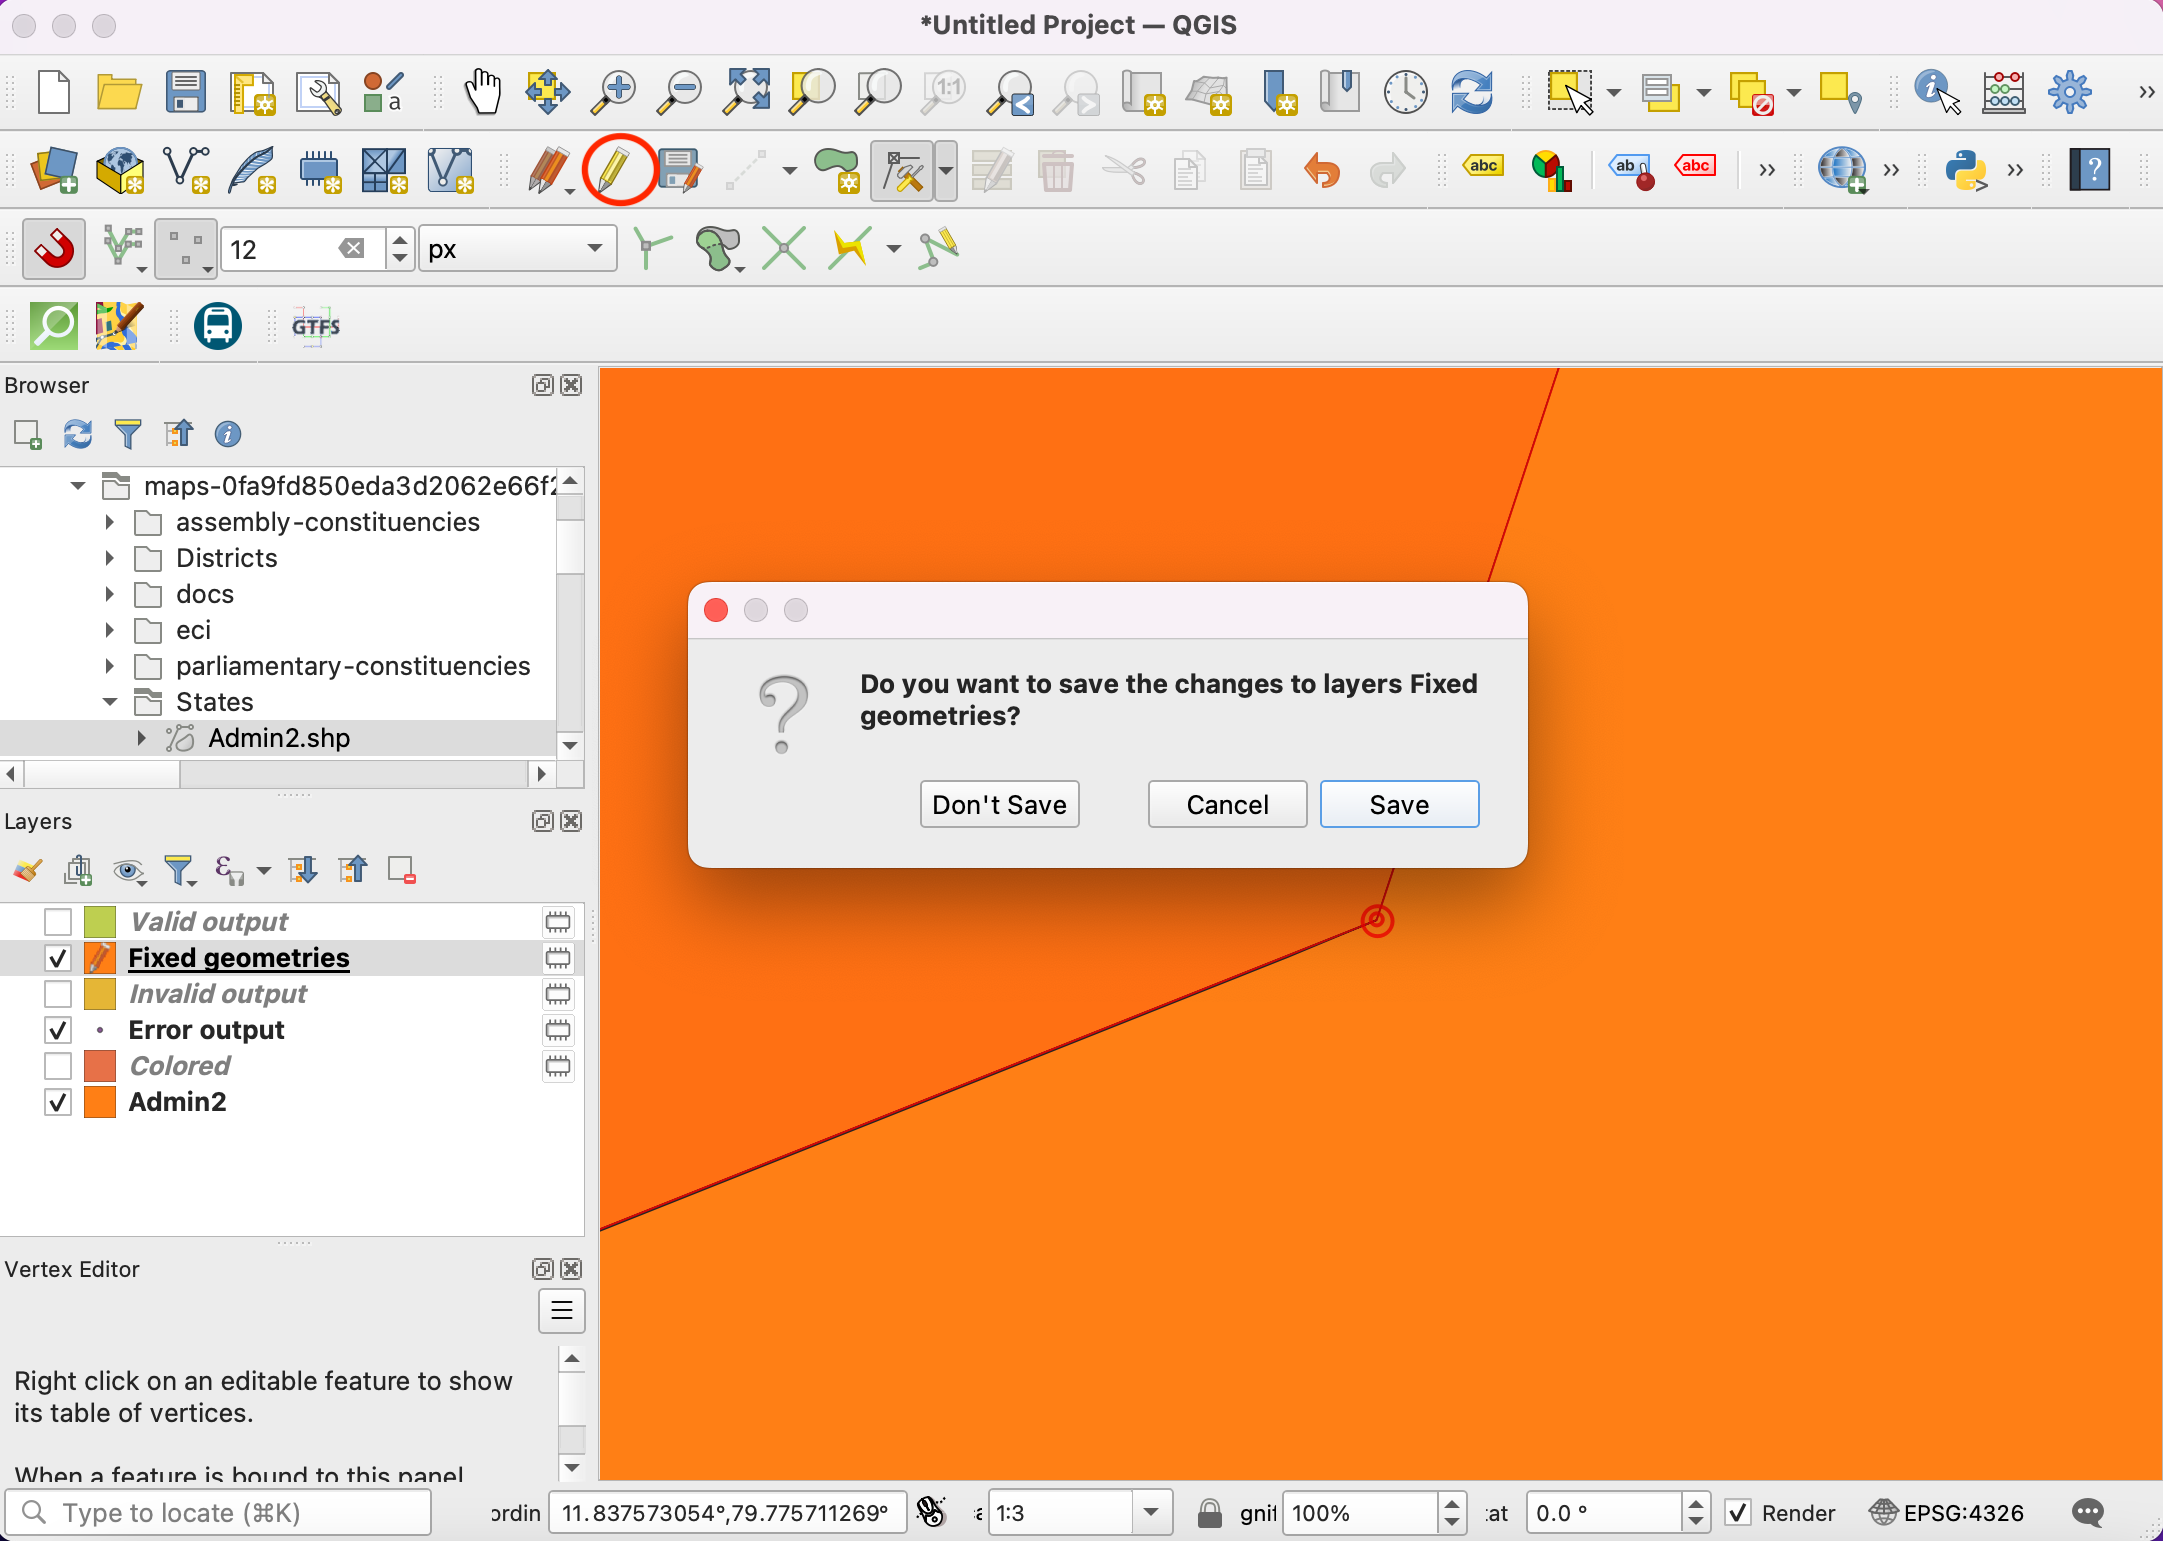 *Untitled Project — QGIS
1:1
a
abc
ab
abc
?
12
px
GTFS
Browser
maps-0fa9fd850eda3d2062e66f2
assembly-constituencies
Districts
docs
eci
parliamentary-constituencies
States
Admin2.shp
Do you want to save the changes to layers Fixed
geometries?
Don't Save
Cancel
Save
Layers
Valid output
Fixed geometries
Invalid output
Error output
Colored
Admin2
Vertex Editor
Right click on an editable feature to show
its table of vertices.
When a feature is bound to this panel
Type to locate (⌘K)
ordin
11.837573054°,79.775711269°
1:3
gnif
100%
at
0.0 °
Render
EPSG:4326